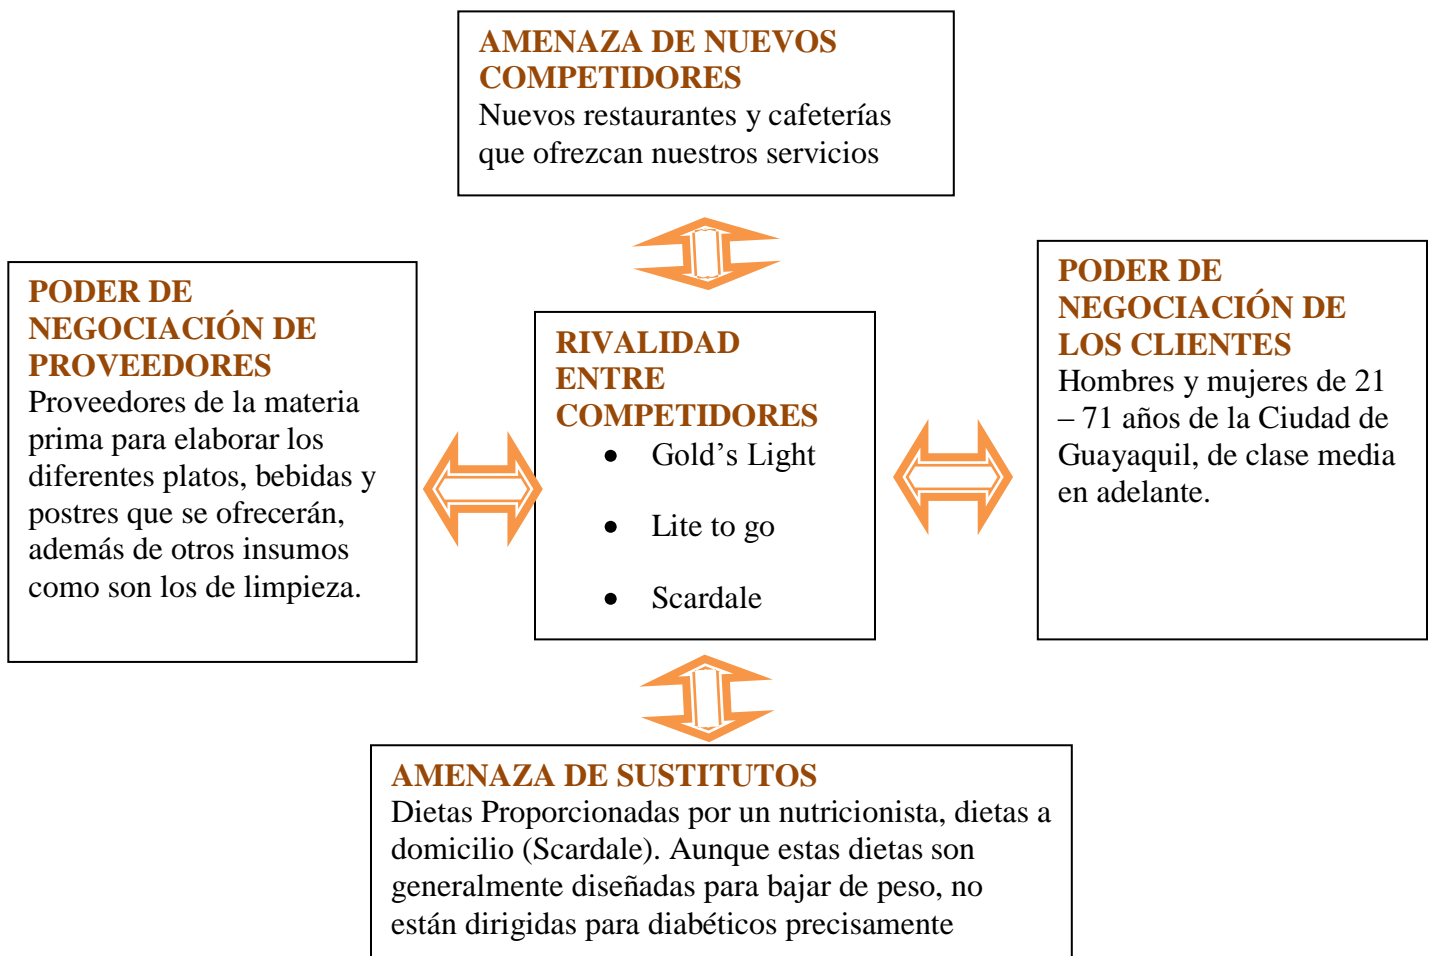 AMENAZA DE NUEVOS
COMPETIDORES
Nuevos restaurantes y cafeterías
que ofrezcan nuestros servicios
PODER DE
NEGOCIACIÓN DE
PROVEEDORES
Proveedores de la materia
prima para elaborar los
diferentes platos, bebidas y
postres que se ofrecerán,
además de otros insumos
como son los de limpieza.
RIVALIDAD
ENTRE
COMPETIDORES
• Gold’s Light
• Lite to go
• Scardale
PODER DE
NEGOCIACIÓN DE
LOS CLIENTES
Hombres y mujeres de 21
– 71 años de la Ciudad de
Guayaquil, de clase media
en adelante.
AMENAZA DE SUSTITUTOS
Dietas Proporcionadas por un nutricionista, dietas a
domicilio (Scardale). Aunque estas dietas son
generalmente diseñadas para bajar de peso, no
están dirigidas para diabéticos precisamente